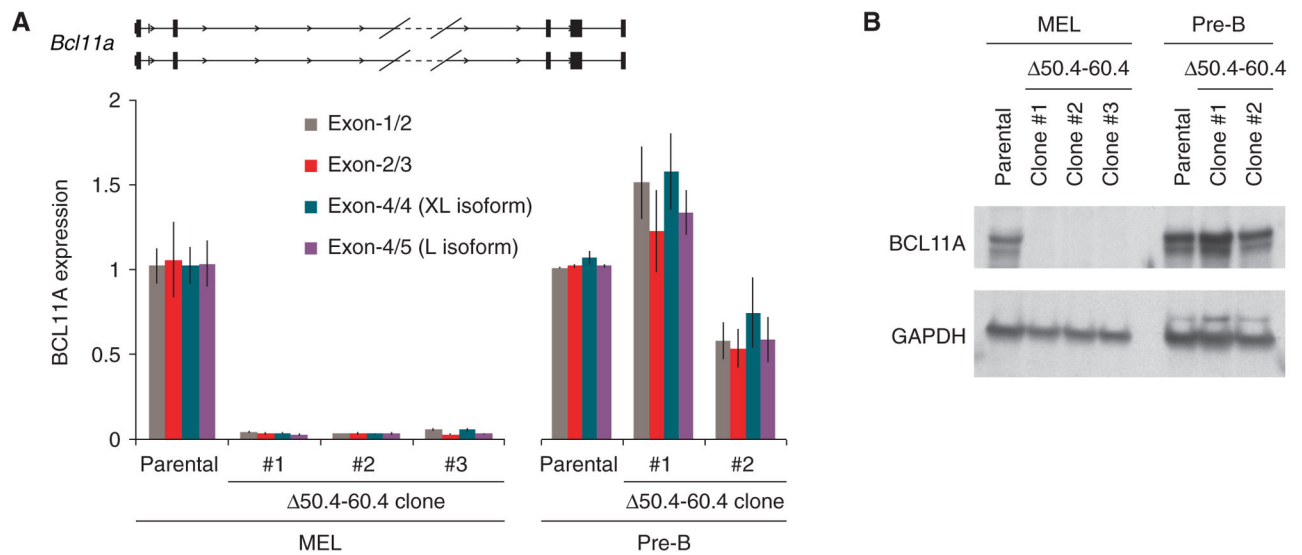 A
Bcl11a
2
1.5
1
0.5
0
BCL11A expression
Exon-1/2
Exon-2/3
Exon-4/4 (XL isoform)
Exon-4/5 (L isoform)
Parental #1 #2 #3 Parental #1 #2
Δ50.4-60.4 clone Δ50.4-60.4 clone
MEL Pre-B
B
MEL Pre-B
Δ50.4-60.4 Δ50.4-60.4
Parental Clone #1 Clone #2 Clone #3 Parental Clone #1 Clone #2
BCL11A
GAPDH